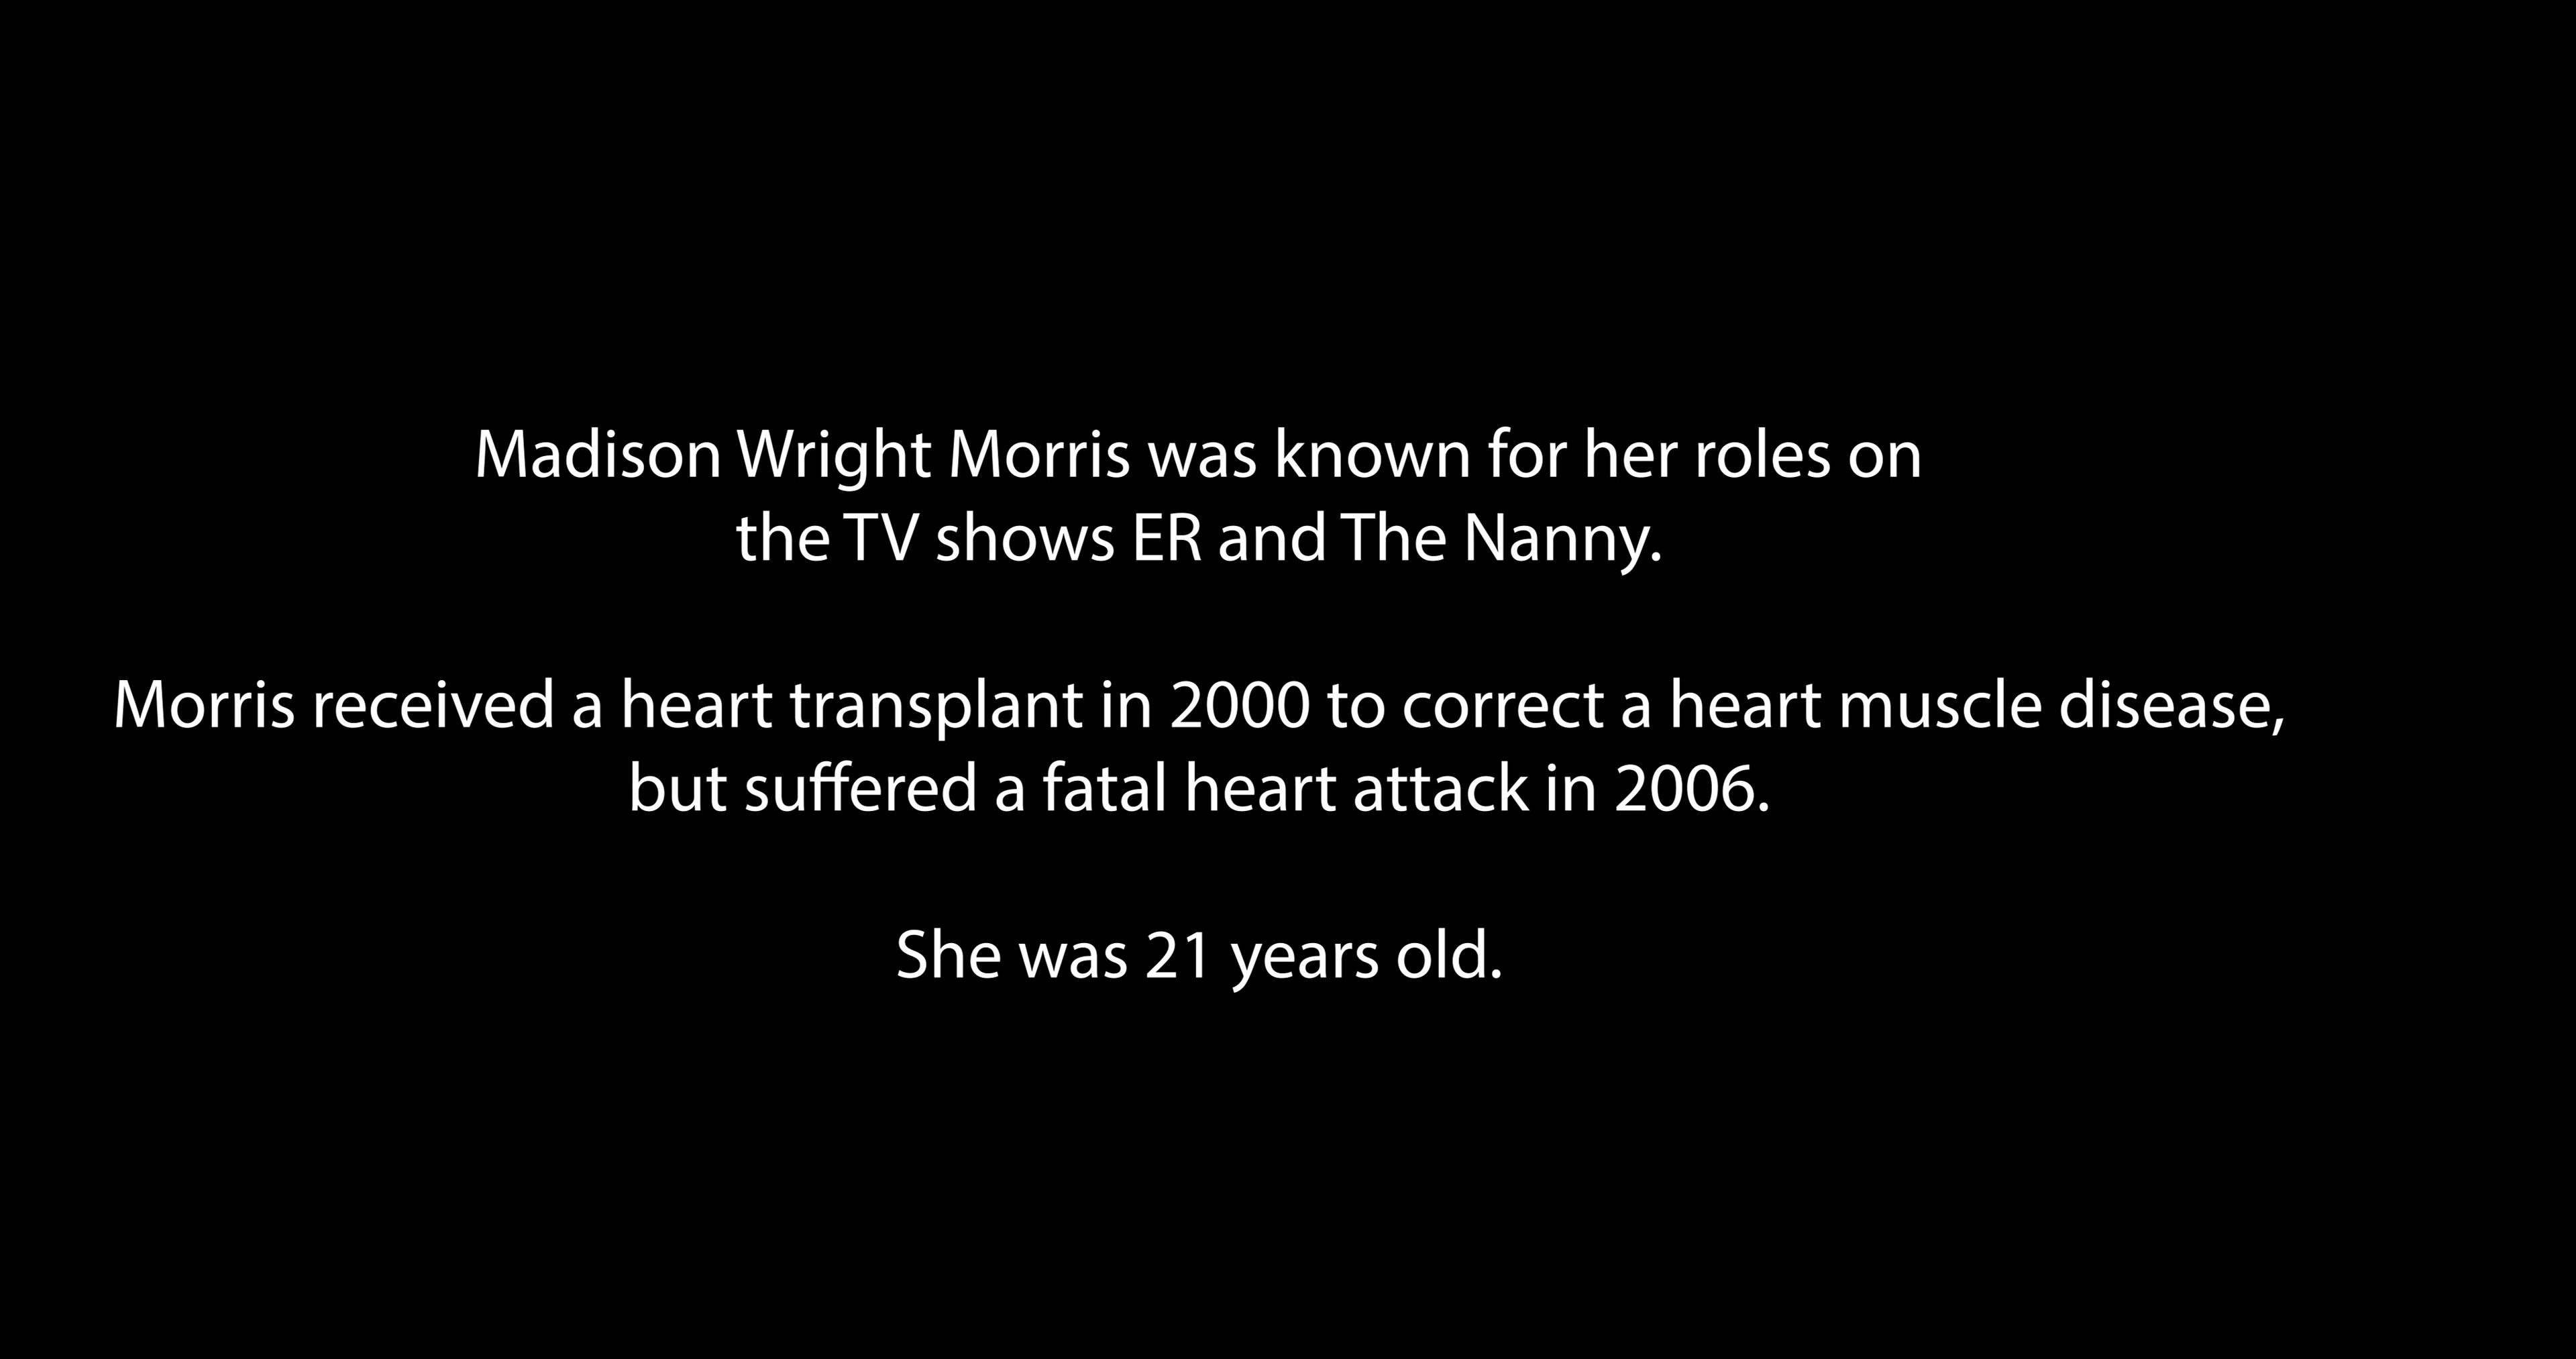 Madison Wright Morris was known for her roles on
the TV shows ER and The Nanny.
Morris received a heart transplant in 2000 to correct a heart muscle disease,
but suffered a fatal heart attack in 2006.
She was 21 years old.